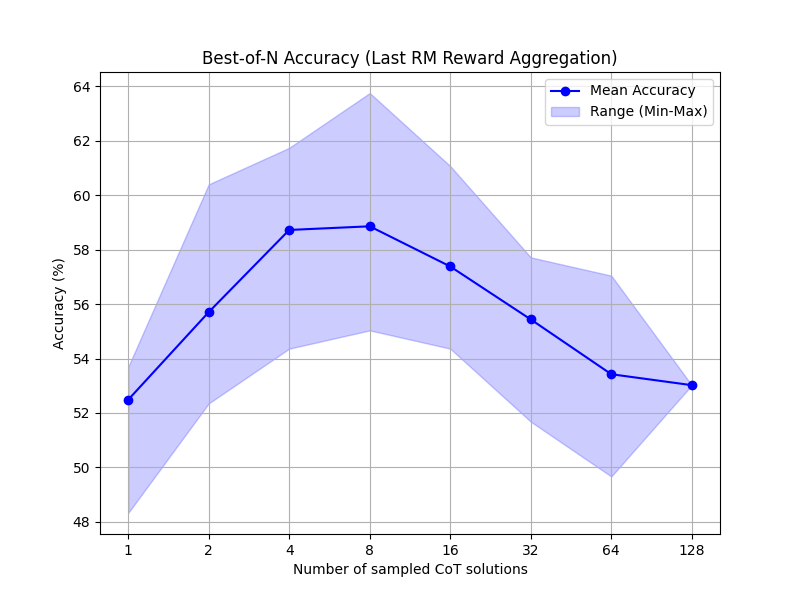 Best-of-N Accuracy (Last RM Reward Aggregation)
Mean Accuracy
Range (Min-Max)
Accuracy (%)
64
62
60
58
56
54
52
50
48
1 2 4 8 16 32 64 128
Number of sampled CoT solutions